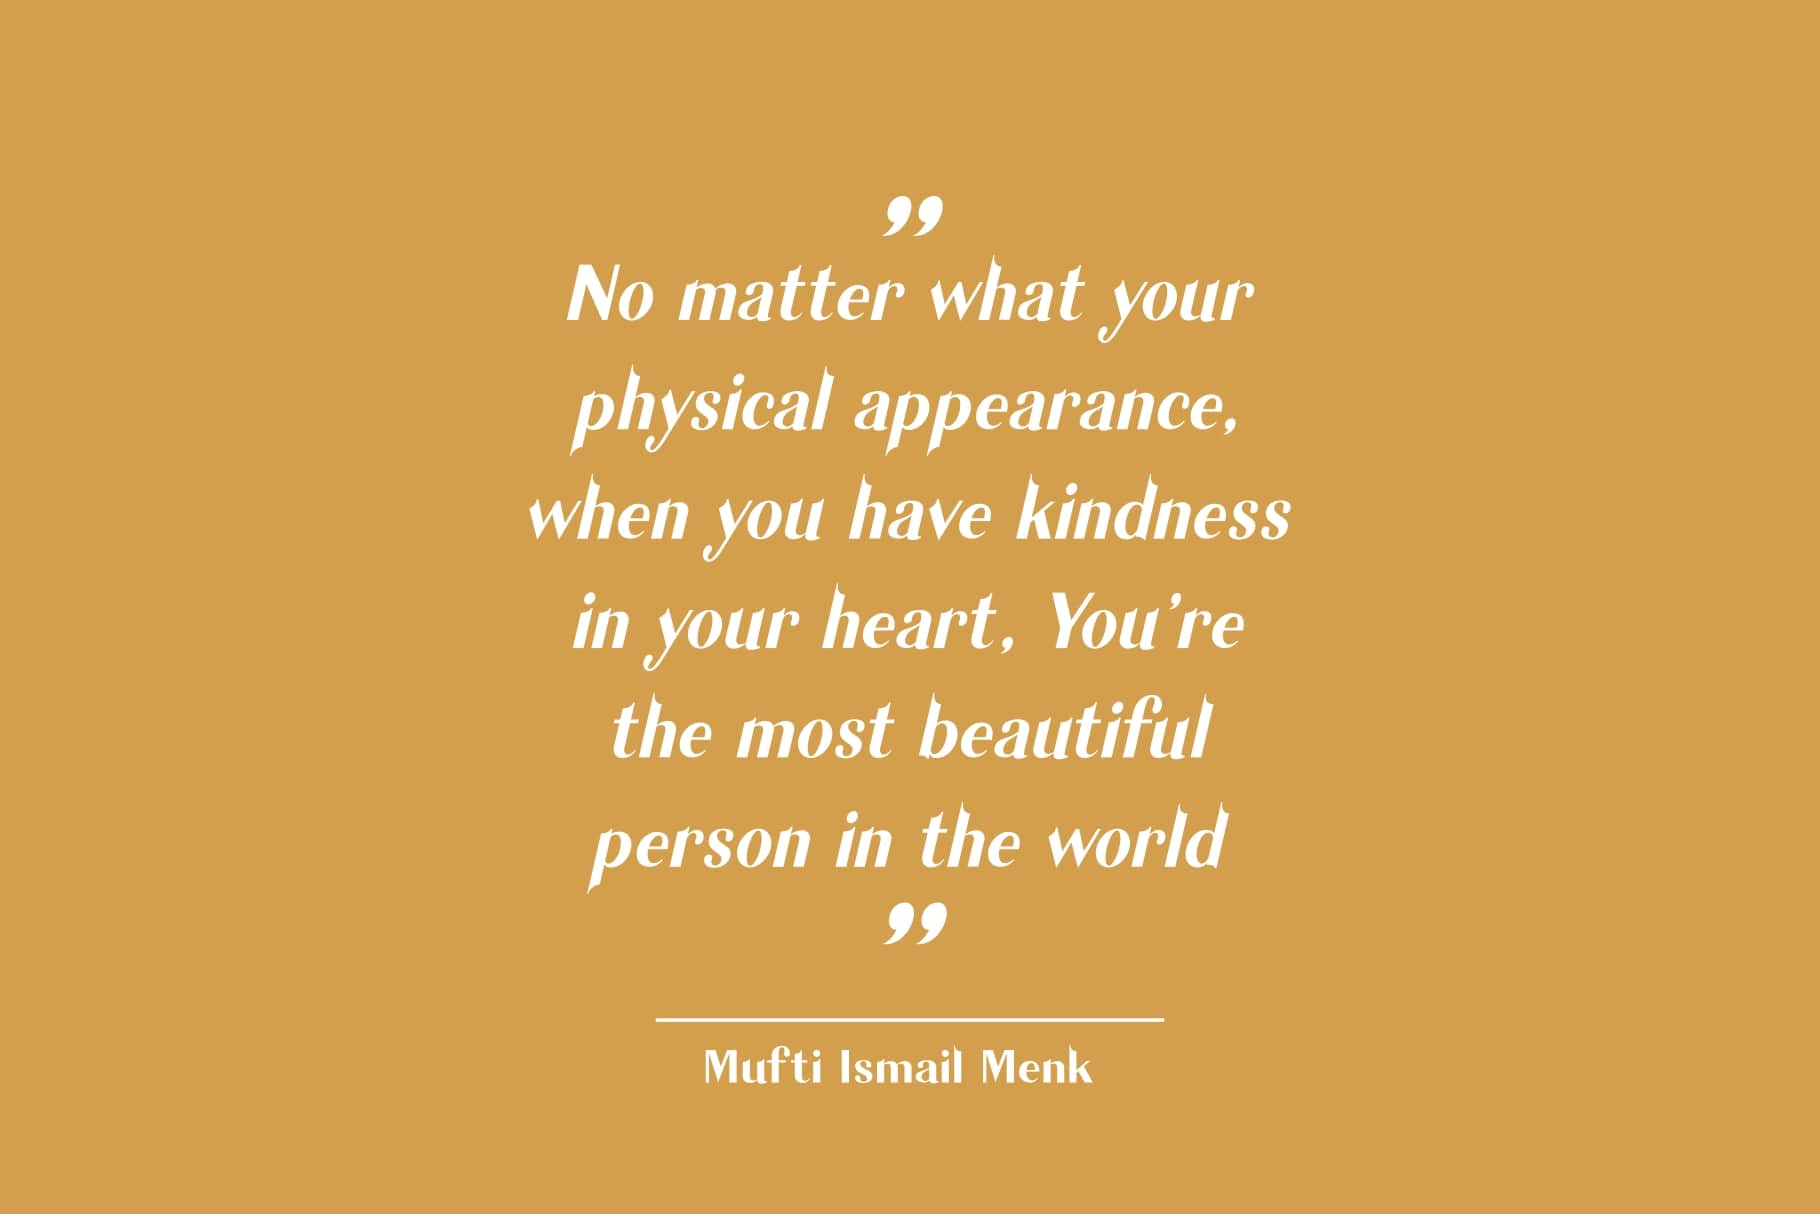 ”
No matter what your
physical appearance,
when you have kindness
in your heart, You’re
the most beautiful
person in the world
”
Mufti Ismail Menk